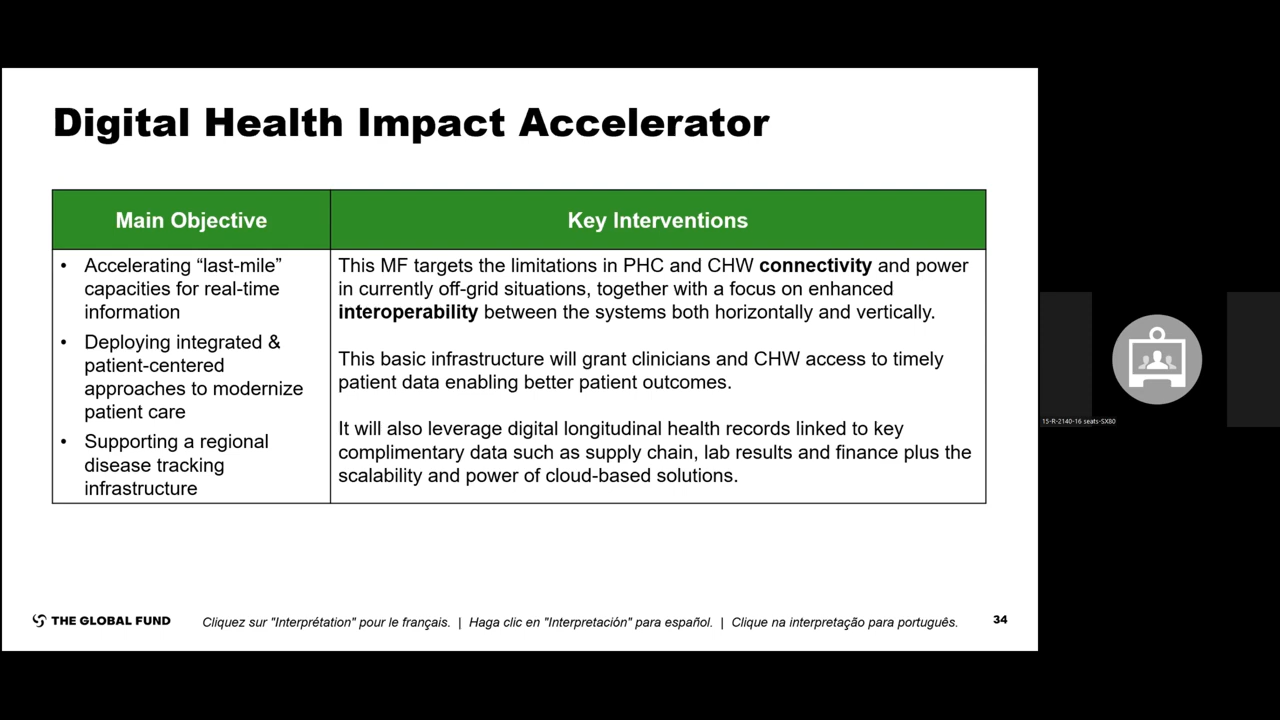 Digital Health Impact Accelerator
Main Objective
Key Interventions
• Accelerating “last-mile”
capacities for real-time
information
• Deploying integrated &
patient-centered
approaches to modernize
patient care
• Supporting a regional
disease tracking
infrastructure
This MF targets the limitations in PHC and CHW connectivity and power
in currently off-grid situations, together with a focus on enhanced
interoperability between the systems both horizontally and vertically.
This basic infrastructure will grant clinicians and CHW access to timely
patient data enabling better patient outcomes.
It will also leverage digital longitudinal health records linked to key
complimentary data such as supply chain, lab results and finance plus the
scalability and power of cloud-based solutions.
15-R-2140-16 seats-SX80
THE GLOBAL FUND
Cliquez sur "Interprétation" pour le français. | Haga clic en "Interpretación" para español. | Clique na interpretação para português.
34